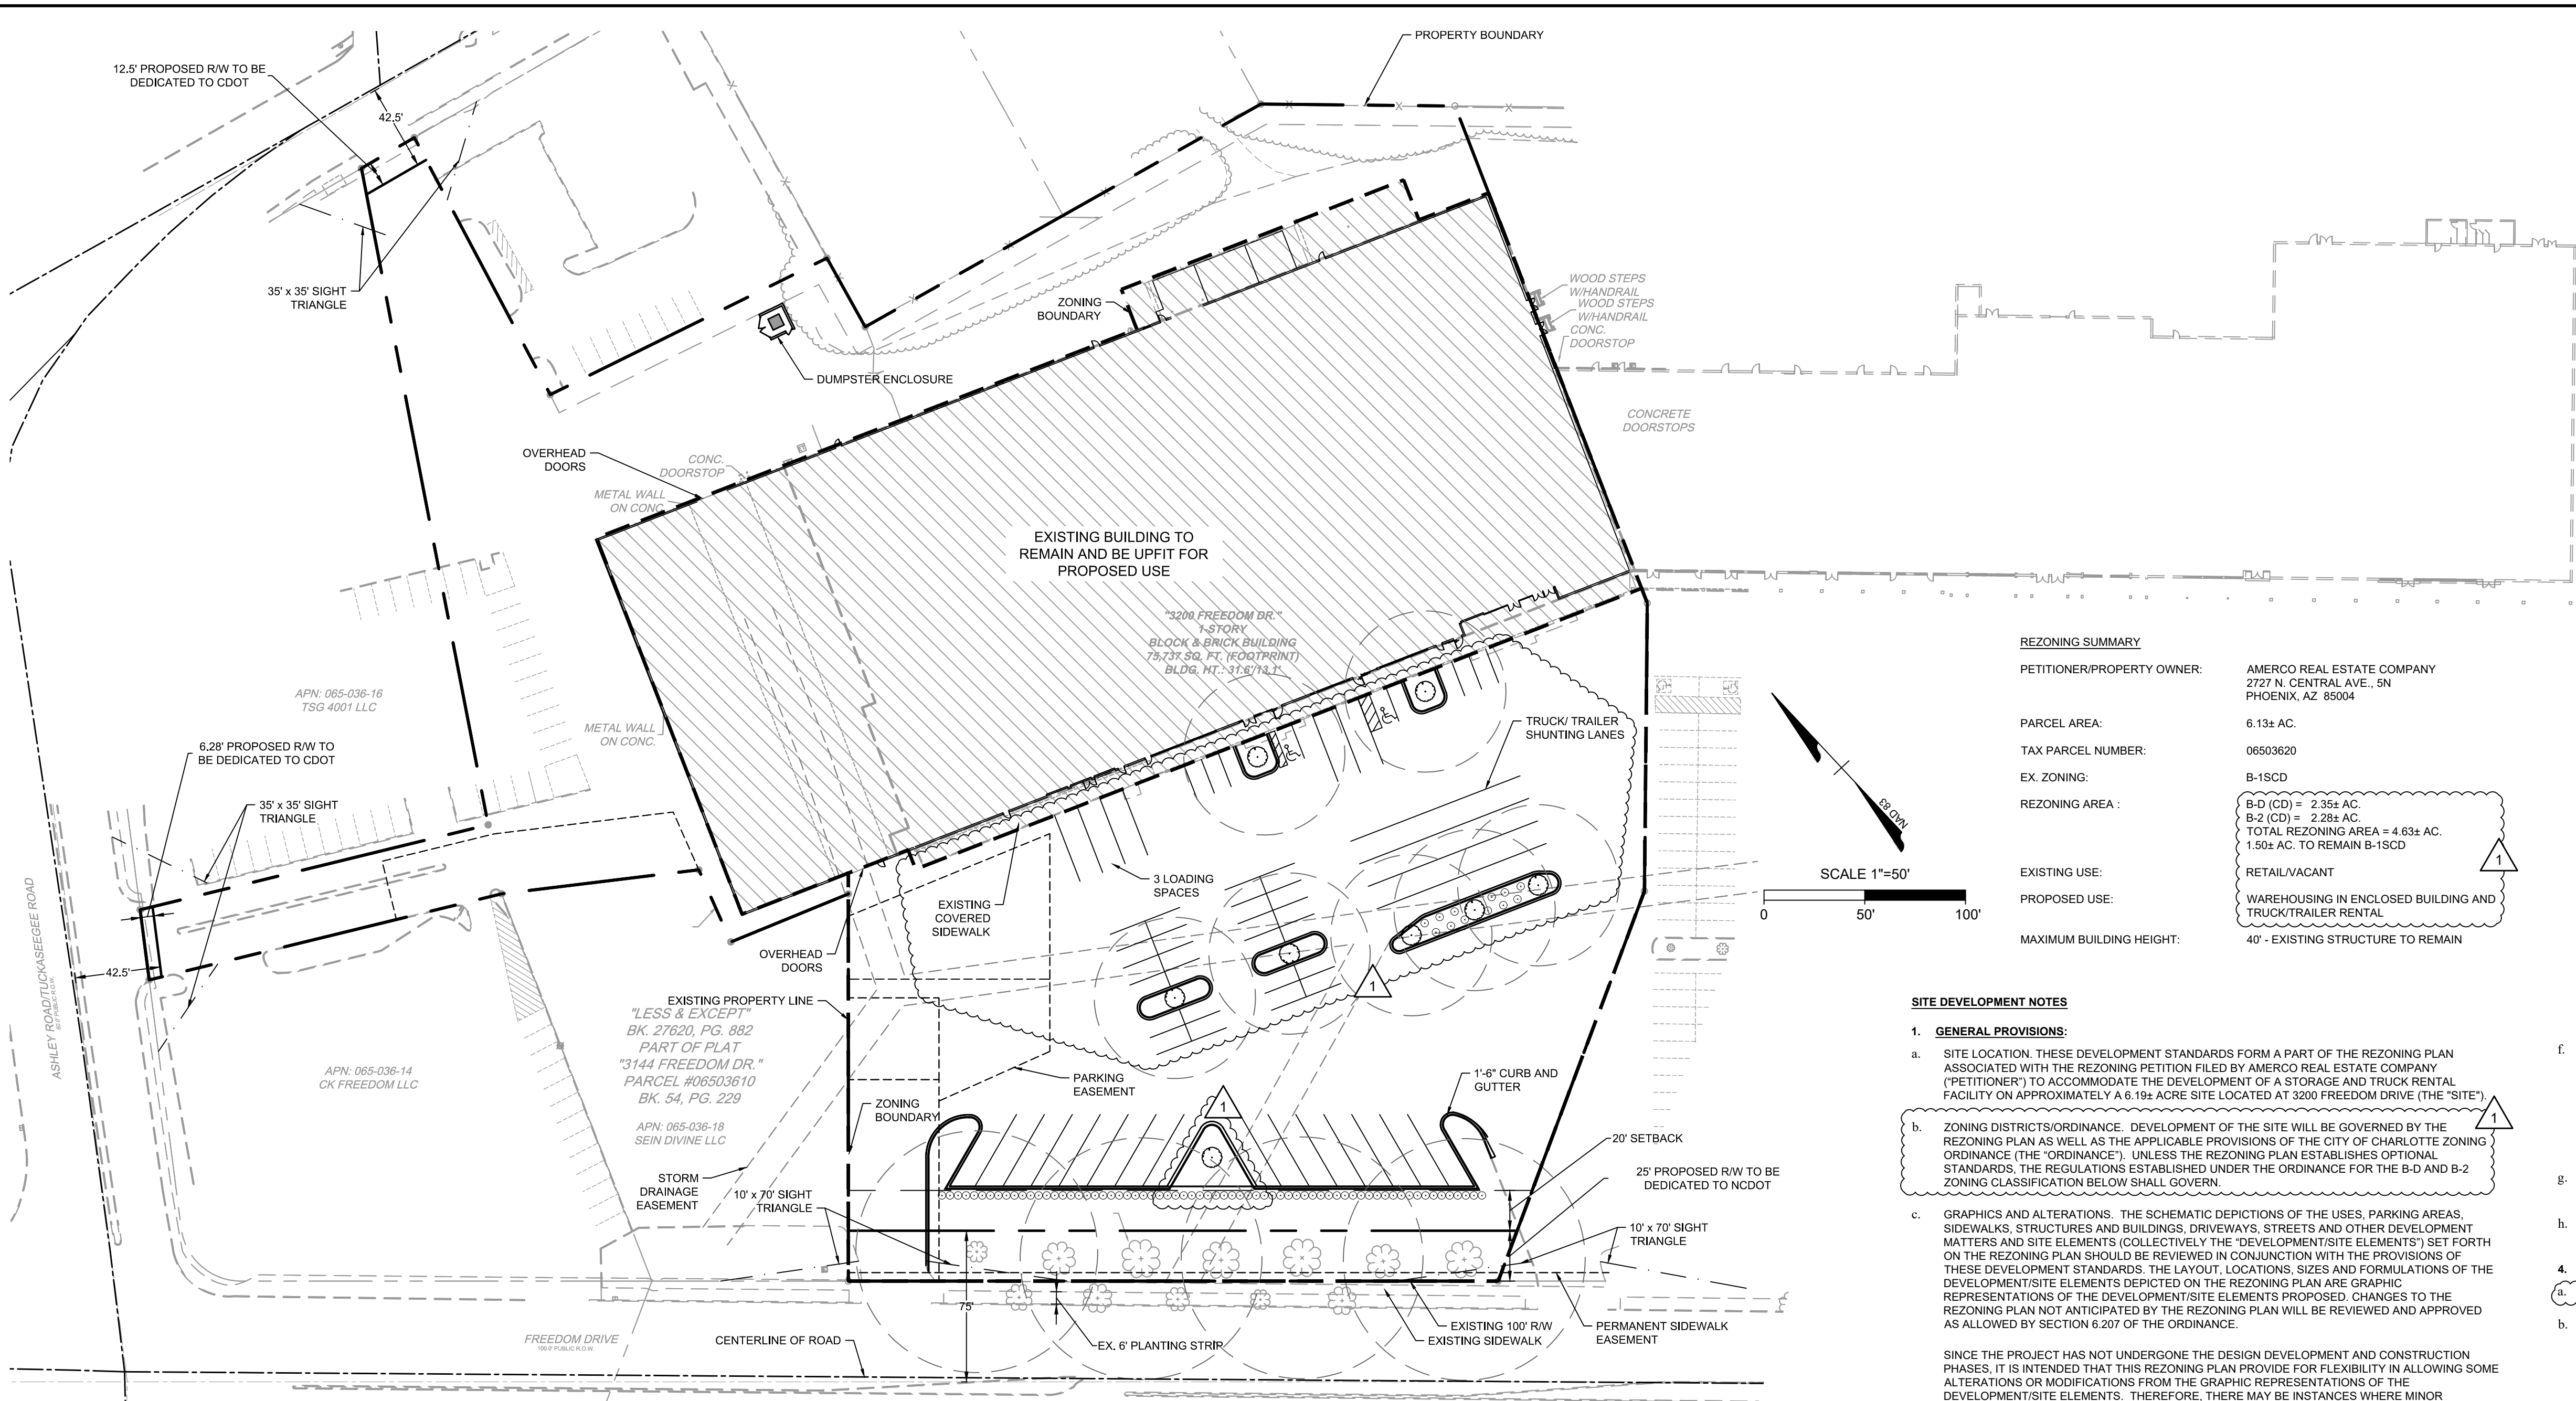 PROPERTY BOUNDARY
12.5' PROPOSED R/W TO BE
DEDICATED TO CDOT
42.5'
35' x 35' SIGHT
TRIANGLE
ZONING
BOUNDARY
WOOD STEPS
W/HANDRAIL
WOOD STEPS
W/HANDRAIL
CONC.
DOORSTOP
DUMPSTER ENCLOSURE
CONCRETE
DOORSTOPS
OVERHEAD
DOORS
CONC.
DOORSTOP
METAL WALL
ON CONC.
EXISTING BUILDING TO
REMAIN AND BE UPFIT FOR
PROPOSED USE
"3200 FREEDOM DR."
1-STORY
BLOCK & BRICK BUILDING
75,737 SQ. FT. (FOOTPRINT)
BLDG. HT.: 31.6'/13.1'
APN: 065-036-16
TSG 4001 LLC
METAL WALL
ON CONC.
TRUCK/ TRAILER
SHUNTING LANES
6.28' PROPOSED R/W TO
BE DEDICATED TO CDOT
35' x 35' SIGHT
TRIANGLE
3 LOADING
SPACES
EXISTING
COVERED
SIDEWALK
OVERHEAD
DOORS
42.5'
ASHLEY ROAD/TUCKASEEGEE ROAD
60.0' PUBLIC R.O.W.
EXISTING PROPERTY LINE
"LESS & EXCEPT"
BK. 27620, PG. 882
PART OF PLAT
"3144 FREEDOM DR."
PARCEL #06503610
BK. 54, PG. 229
APN: 065-036-18
SEIN DIVINE LLC
APN: 065-036-14
CK FREEDOM LLC
1
PARKING
EASEMENT
1'-6" CURB AND
GUTTER
ZONING
BOUNDARY
1
20' SETBACK
STORM
DRAINAGE
EASEMENT
10' x 70' SIGHT
TRIANGLE
25' PROPOSED R/W TO BE
DEDICATED TO NCDOT
10' x 70' SIGHT
TRIANGLE
75'
FREEDOM DRIVE
100.0' PUBLIC R.O.W
CENTERLINE OF ROAD
EX. 6' PLANTING STRIP
EXISTING 100' R/W
EXISTING SIDEWALK
PERMANENT SIDEWALK
EASEMENT
NAD 83
SCALE 1"=50'
0 50' 100'
REZONING SUMMARY
PETITIONER/PROPERTY OWNER: AMERCO REAL ESTATE COMPANY
2727 N. CENTRAL AVE., 5N
PHOENIX, AZ 85004
PARCEL AREA: 6.13± AC.
TAX PARCEL NUMBER: 06503620
EX. ZONING: B-1SCD
REZONING AREA : B-D (CD) = 2.35± AC.
B-2 (CD) = 2.28± AC.
TOTAL REZONING AREA = 4.63± AC.
1.50± AC. TO REMAIN B-1SCD
1
EXISTING USE: RETAIL/VACANT
PROPOSED USE: WAREHOUSING IN ENCLOSED BUILDING AND
TRUCK/TRAILER RENTAL
MAXIMUM BUILDING HEIGHT: 40' - EXISTING STRUCTURE TO REMAIN
SITE DEVELOPMENT NOTES
1. GENERAL PROVISIONS:
a. SITE LOCATION. THESE DEVELOPMENT STANDARDS FORM A PART OF THE REZONING PLAN
ASSOCIATED WITH THE REZONING PETITION FILED BY AMERCO REAL ESTATE COMPANY
("PETITIONER") TO ACCOMMODATE THE DEVELOPMENT OF A STORAGE AND TRUCK RENTAL
FACILITY ON APPROXIMATELY A 6.19± ACRE SITE LOCATED AT 3200 FREEDOM DRIVE (THE "SITE").
1
b. ZONING DISTRICTS/ORDINANCE. DEVELOPMENT OF THE SITE WILL BE GOVERNED BY THE
REZONING PLAN AS WELL AS THE APPLICABLE PROVISIONS OF THE CITY OF CHARLOTTE ZONING
ORDINANCE (THE "ORDINANCE"). UNLESS THE REZONING PLAN ESTABLISHES OPTIONAL
STANDARDS, THE REGULATIONS ESTABLISHED UNDER THE ORDINANCE FOR THE B-D AND B-2
ZONING CLASSIFICATION BELOW SHALL GOVERN.
c. GRAPHICS AND ALTERATIONS. THE SCHEMATIC DEPICTIONS OF THE USES, PARKING AREAS,
SIDEWALKS, STRUCTURES AND BUILDINGS, DRIVEWAYS, STREETS AND OTHER DEVELOPMENT
MATTERS AND SITE ELEMENTS (COLLECTIVELY THE "DEVELOPMENT/SITE ELEMENTS") SET FORTH
ON THE REZONING PLAN SHOULD BE REVIEWED IN CONJUNCTION WITH THE PROVISIONS OF
THESE DEVELOPMENT STANDARDS. THE LAYOUT, LOCATIONS, SIZES AND FORMULATIONS OF THE
DEVELOPMENT/SITE ELEMENTS DEPICTED ON THE REZONING PLAN ARE GRAPHIC
REPRESENTATIONS OF THE DEVELOPMENT/SITE ELEMENTS PROPOSED. CHANGES TO THE
REZONING PLAN NOT ANTICIPATED BY THE REZONING PLAN WILL BE REVIEWED AND APPROVED
AS ALLOWED BY SECTION 6.207 OF THE ORDINANCE.
SINCE THE PROJECT HAS NOT UNDERGONE THE DESIGN DEVELOPMENT AND CONSTRUCTION
PHASES, IT IS INTENDED THAT THIS REZONING PLAN PROVIDE FOR FLEXIBILITY IN ALLOWING SOME
ALTERATIONS OR MODIFICATIONS FROM THE GRAPHIC REPRESENTATIONS OF THE
DEVELOPMENT/SITE ELEMENTS. THEREFORE, THERE MAY BE INSTANCES WHERE MINOR
f.
g.
h.
4.
a.
b.